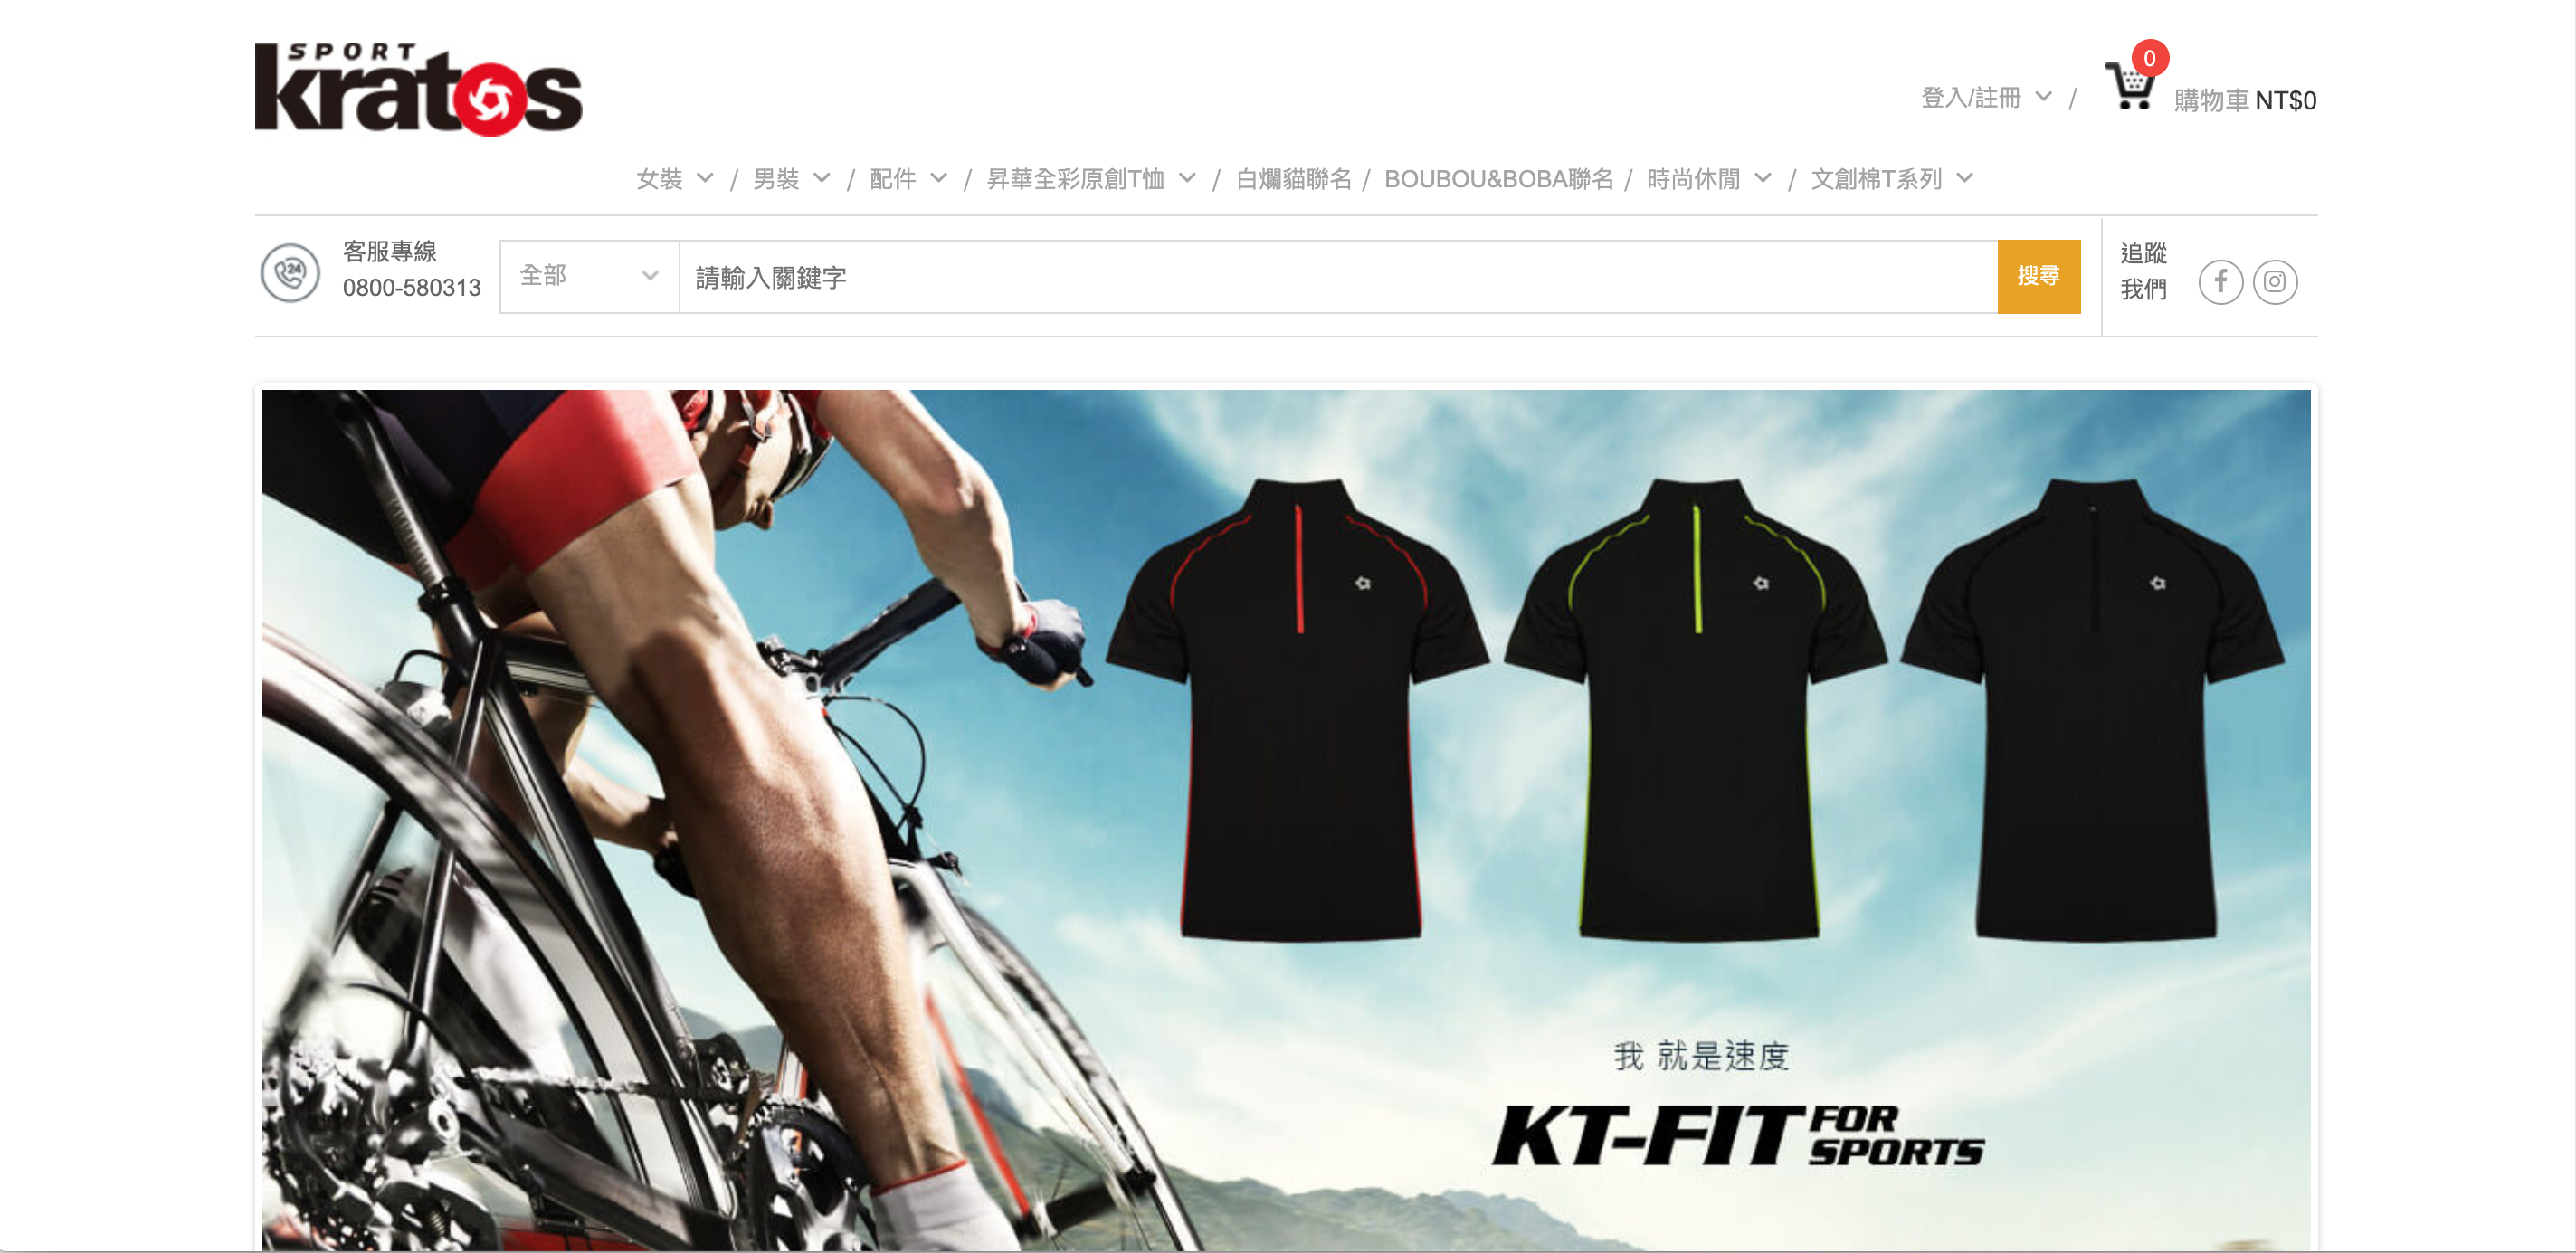 SPORT
kratos
登入/註冊 /
0
購物車 NT$0
女裝 / 男裝 / 配件 / 昇華全彩原創T恤 / 白爛貓聯名 / BOUBOU&BOBA聯名 / 時尚休閒 / 文創棉T系列
24
客服專線
0800-580313
全部
請輸入關鍵字
搜尋
追蹤
我們
我 就是速度
KT-FIT FOR SPORTS